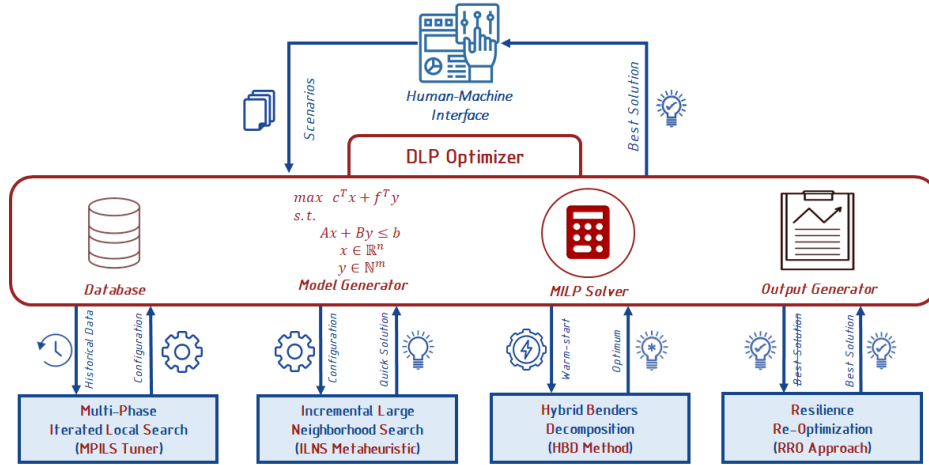 Human-Machine
Interface
Scenarios
Best Solution
DLP Optimizer
max c^T x + f^T y
s.t.
Ax + By ≤ b
x ∈ ℝ^n
y ∈ ℕ^m
Database
Model Generator
MILP Solver
Output Generator
Historical Data
Configuration
Configuration
Quick Solution
Warm-start
Optimum
Best Solution
Best Solution
Multi-Phase
Iterated Local Search
(MPILS Tuner)
Incremental Large
Neighborhood Search
(ILNS Metaheuristic)
Hybrid Benders
Decomposition
(HBD Method)
Resilience
Re-Optimization
(RRO Approach)